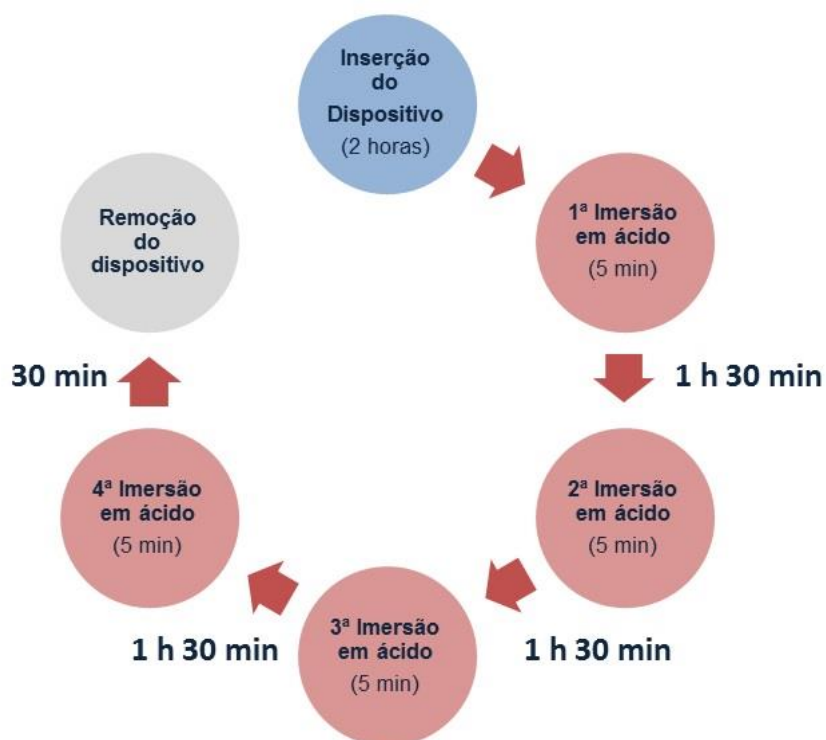 Inserção
do
Dispositivo
(2 horas)
1ª Imersão
em ácido
(5 min)
1 h 30 min
2ª Imersão
em ácido
(5 min)
1 h 30 min
3ª Imersão
em ácido
(5 min)
1 h 30 min
4ª Imersão
em ácido
(5 min)
30 min
Remoção
do
dispositivo